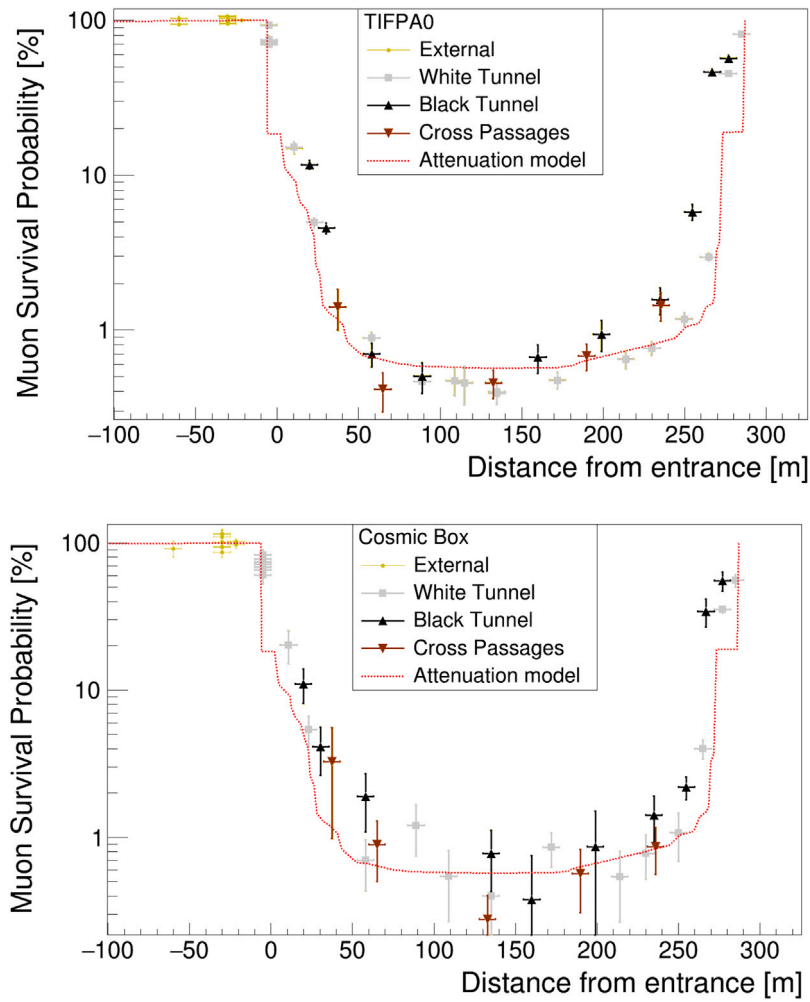 Muon Survival Probability [%]
100
10
1
TIFPA0
External
White Tunnel
Black Tunnel
Cross Passages
Attenuation model
−100 −50 0 50 100 150 200 250 300
Distance from entrance [m]
Muon Survival Probability [%]
100
10
1
Cosmic Box
External
White Tunnel
Black Tunnel
Cross Passages
Attenuation model
−100 −50 0 50 100 150 200 250 300
Distance from entrance [m]